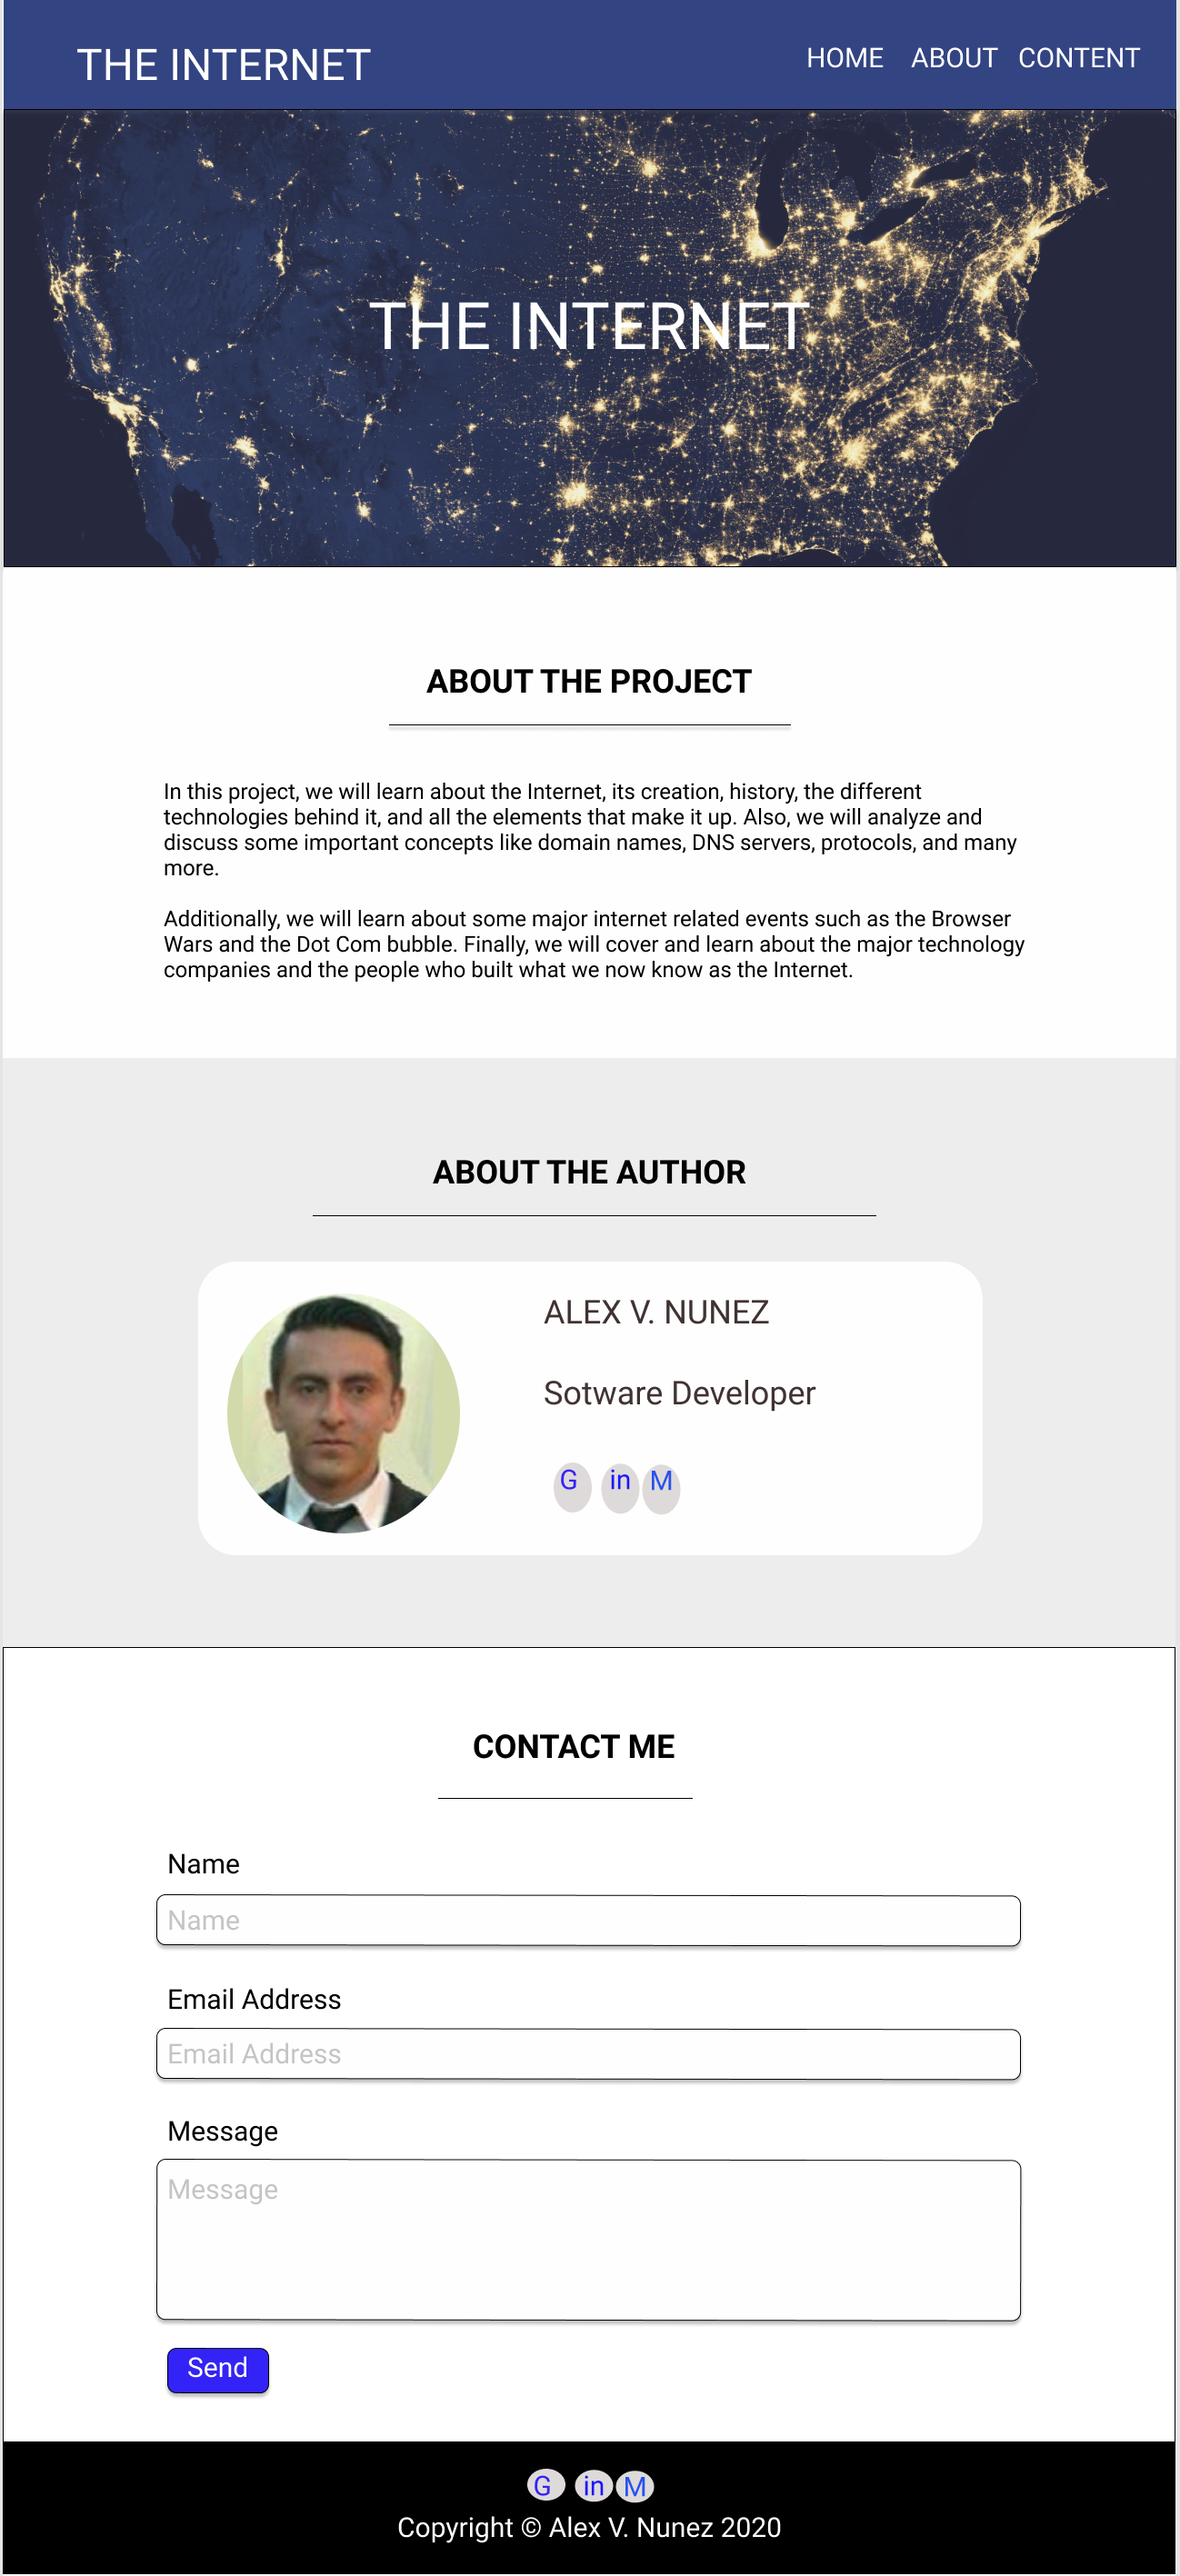 THE INTERNET
HOME ABOUT CONTENT
THE INTERNET
ABOUT THE PROJECT
In this project, we will learn about the Internet, its creation, history, the different
technologies behind it, and all the elements that make it up. Also, we will analyze and
discuss some important concepts like domain names, DNS servers, protocols, and many
more.
Additionally, we will learn about some major internet related events such as the Browser
Wars and the Dot Com bubble. Finally, we will cover and learn about the major technology
companies and the people who built what we now know as the Internet.
ABOUT THE AUTHOR
ALEX V. NUNEZ
Sotware Developer
G in M
CONTACT ME
Name
Name
Email Address
Email Address
Message
Message
Send
G in M
Copyright © Alex V. Nunez 2020